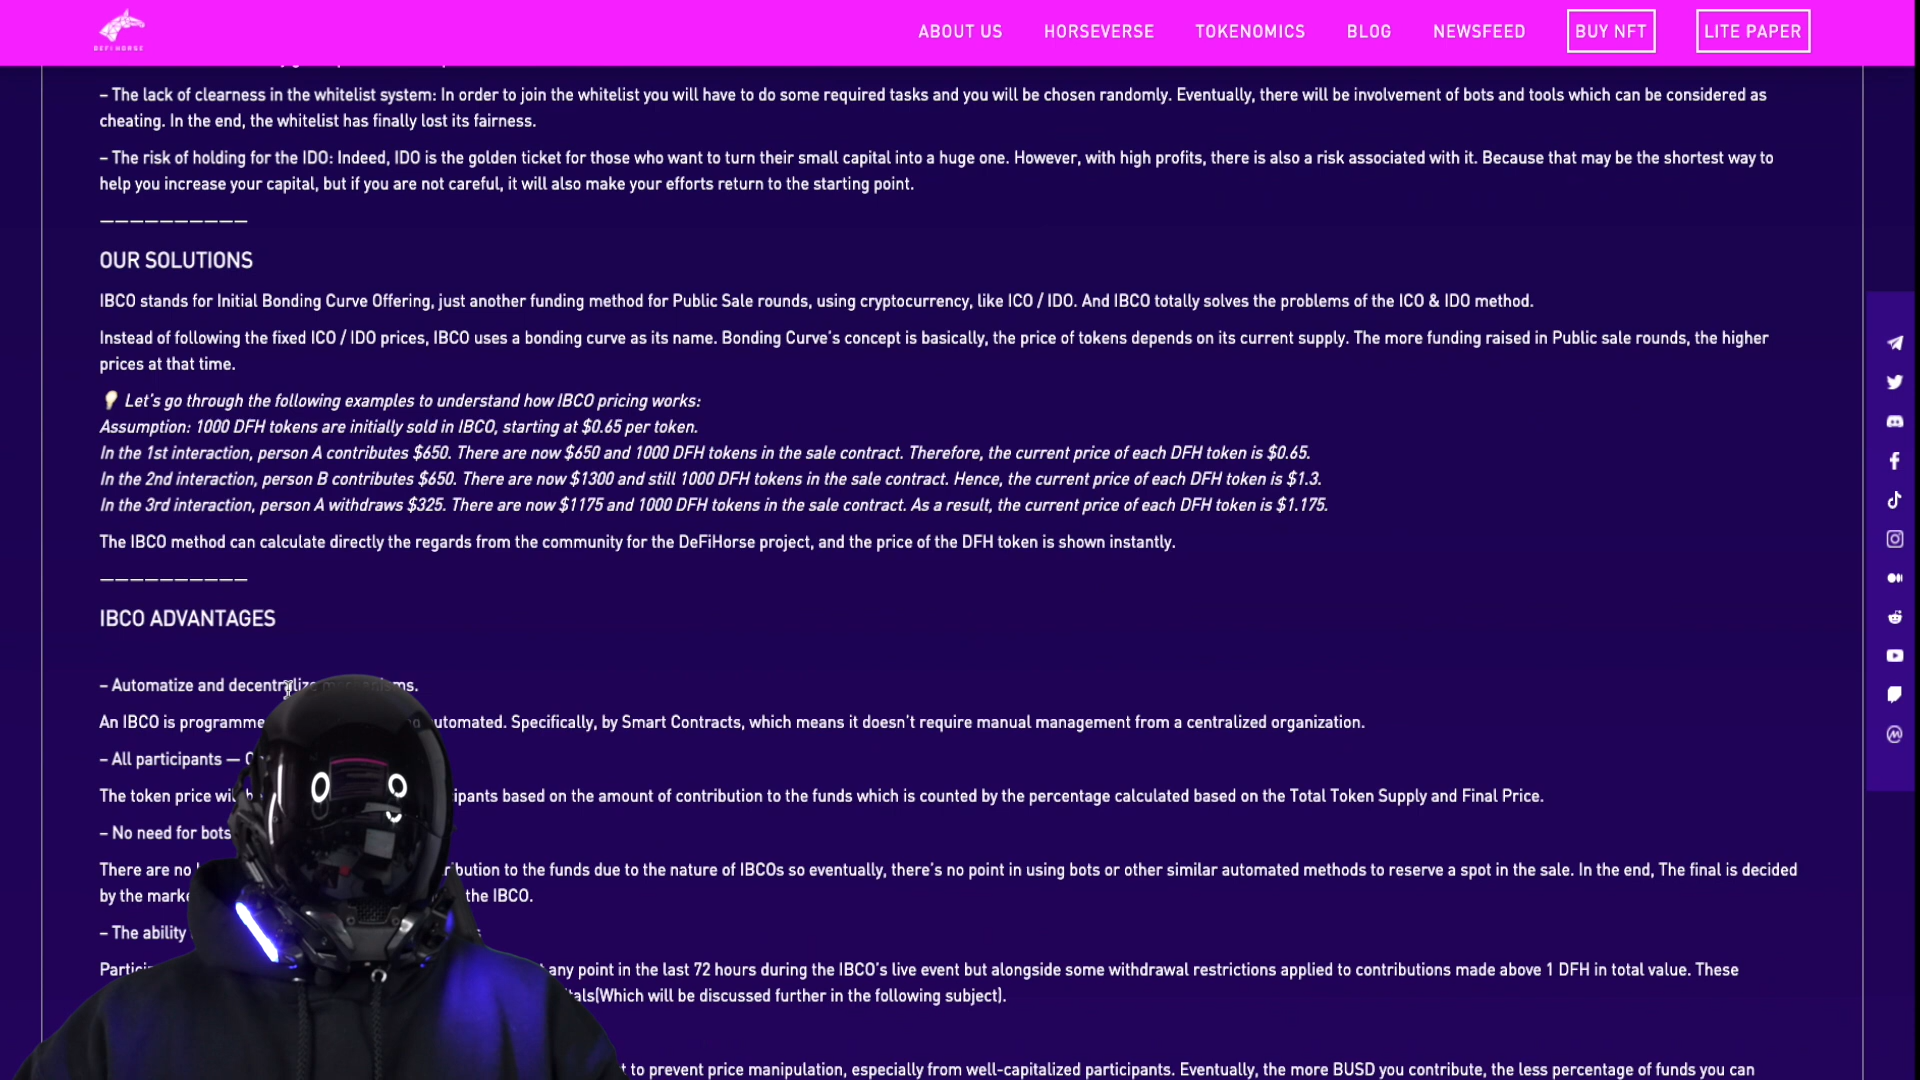 DEFI HORSE
ABOUT US HORSEVERSE TOKENOMICS BLOG NEWSFEED BUY NFT LITE PAPER
– The lack of clearness in the whitelist system: In order to join the whitelist you will have to do some required tasks and you will be chosen randomly. Eventually, there will be involvement of bots and tools which can be considered as
cheating. In the end, the whitelist has finally lost its fairness.
– The risk of holding for the IDO: Indeed, IDO is the golden ticket for those who want to turn their small capital into a huge one. However, with high profits, there is also a risk associated with it. Because that may be the shortest way to
help you increase your capital, but if you are not careful, it will also make your efforts return to the starting point.
——————————
OUR SOLUTIONS
IBCO stands for Initial Bonding Curve Offering, just another funding method for Public Sale rounds, using cryptocurrency, like ICO / IDO. And IBCO totally solves the problems of the ICO & IDO method.
Instead of following the fixed ICO / IDO prices, IBCO uses a bonding curve as its name. Bonding Curve's concept is basically, the price of tokens depends on its current supply. The more funding raised in Public sale rounds, the higher
prices at that time.
💡 Let's go through the following examples to understand how IBCO pricing works:
Assumption: 1000 DFH tokens are initially sold in IBCO, starting at $0.65 per token.
In the 1st interaction, person A contributes $650. There are now $650 and 1000 DFH tokens in the sale contract. Therefore, the current price of each DFH token is $0.65.
In the 2nd interaction, person B contributes $650. There are now $1300 and still 1000 DFH tokens in the sale contract. Hence, the current price of each DFH token is $1.3.
In the 3rd interaction, person A withdraws $325. There are now $1175 and 1000 DFH tokens in the sale contract. As a result, the current price of each DFH token is $1.175.
The IBCO method can calculate directly the regards from the community for the DeFiHorse project, and the price of the DFH token is shown instantly.
——————————
IBCO ADVANTAGES
– Automatize and decentralize mechanisms.
An IBCO is programme automated. Specifically, by Smart Contracts, which means it doesn't require manual management from a centralized organization.
– All participants —
The token price will based on the amount of contribution to the funds which is counted by the percentage calculated based on the Total Token Supply and Final Price.
– No need for bots
There are no to the funds due to the nature of IBCOs so eventually, there's no point in using bots or other similar automated methods to reserve a spot in the sale. In the end, The final is decided
by the the IBCO.
– The ability
any point in the last 72 hours during the IBCO's live event but alongside some withdrawal restrictions applied to contributions made above 1 DFH in total value. These
(Which will be discussed further in the following subject).
to prevent price manipulation, especially from well-capitalized participants. Eventually, the more BUSD you contribute, the less percentage of funds you can